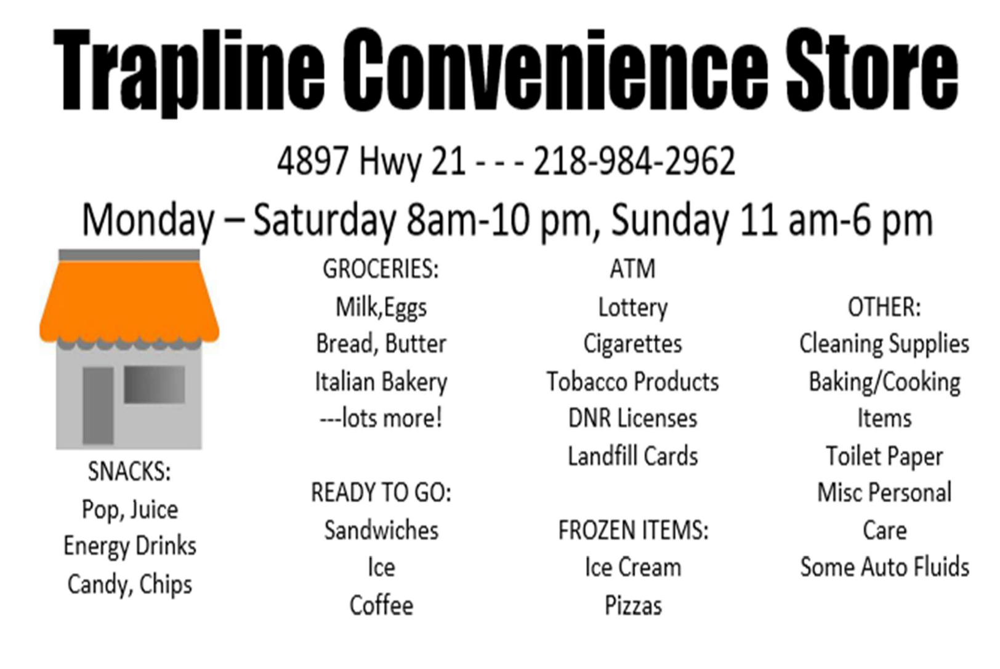 Trapline Convenience Store
4897 Hwy 21 - - - 218-984-2962
Monday – Saturday 8am-10 pm, Sunday 11 am-6 pm
SNACKS:
Pop, Juice
Energy Drinks
Candy, Chips
GROCERIES:
Milk,Eggs
Bread, Butter
Italian Bakery
---lots more!
READY TO GO:
Sandwiches
Ice
Coffee
ATM
Lottery
Cigarettes
Tobacco Products
DNR Licenses
Landfill Cards
FROZEN ITEMS:
Ice Cream
Pizzas
OTHER:
Cleaning Supplies
Baking/Cooking
Items
Toilet Paper
Misc Personal
Care
Some Auto Fluids